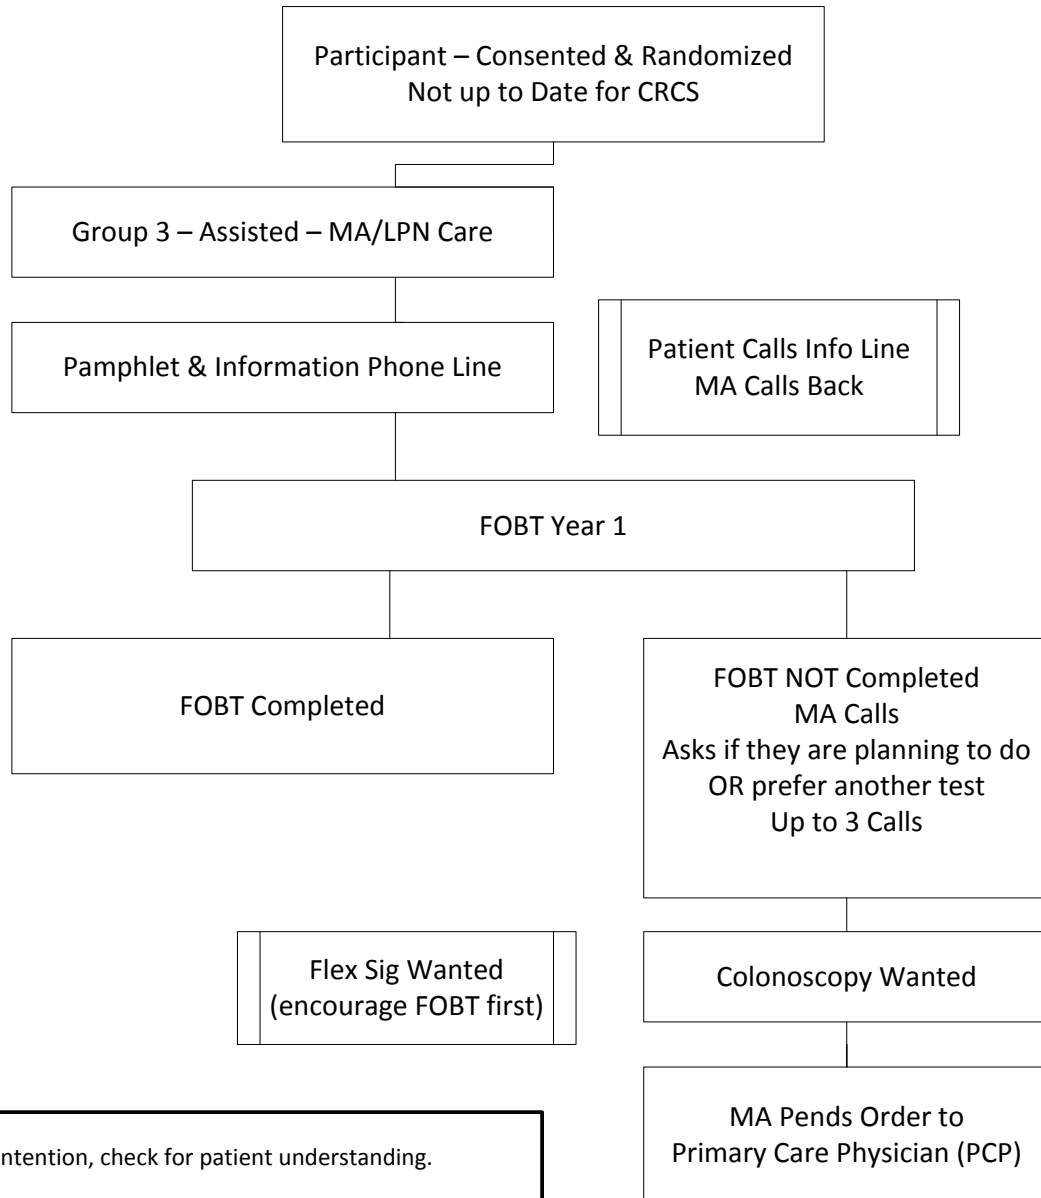 Participant – Consented & Randomized
Not up to Date for CRCS
Group 3 – Assisted – MA/LPN Care
Pamphlet & Information Phone Line
Patient Calls Info Line
MA Calls Back
FOBT Year 1
FOBT Completed
FOBT NOT Completed
MA Calls
Asks if they are planning to do
OR prefer another test
Up to 3 Calls
Flex Sig Wanted
(encourage FOBT first)
Colonoscopy Wanted
MA Pends Order to
Primary Care Physician (PCP)
ntention, check for patient understanding.